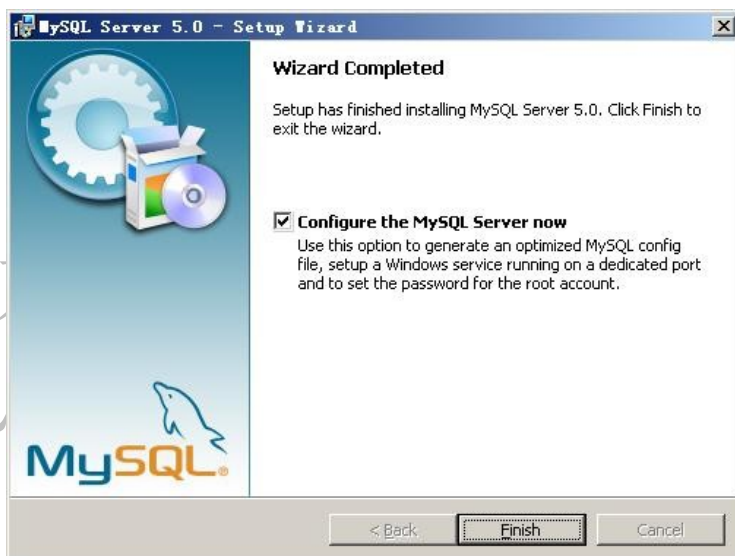 MySQL Server 5.0 - Setup Wizard
Wizard Completed
Setup has finished installing MySQL Server 5.0. Click Finish to
exit the wizard.
Configure the MySQL Server now
Use this option to generate an optimized MySQL config
file, setup a Windows service running on a dedicated port
and to set the password for the root account.
MySQL®
< Back
Finish
Cancel